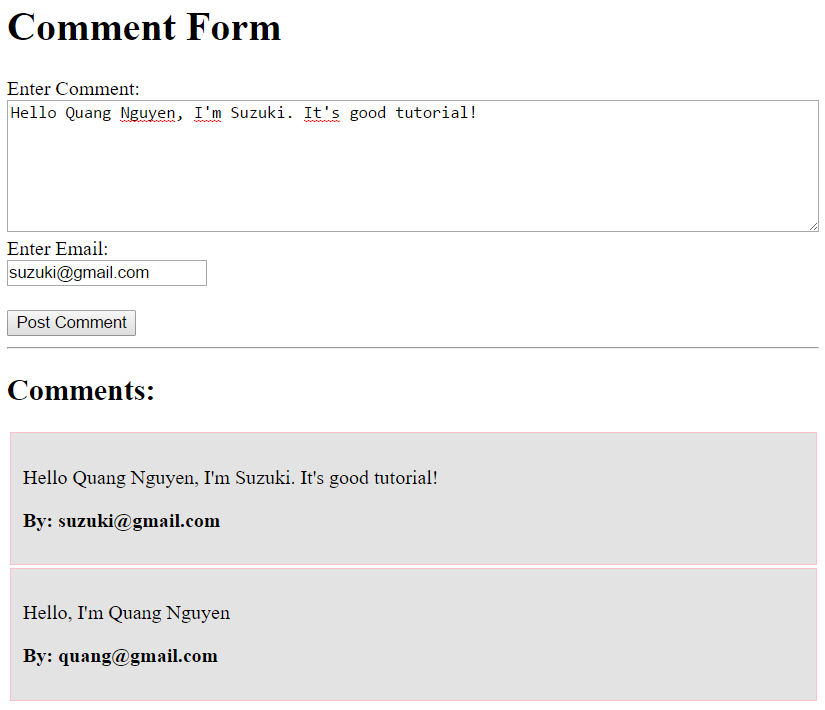 Comment Form
Enter Comment:
Hello Quang Nguyen, I'm Suzuki. It's good tutorial!
Enter Email:
suzuki@gmail.com
Post Comment
Comments:
Hello Quang Nguyen, I'm Suzuki. It's good tutorial!
By: suzuki@gmail.com
Hello, I'm Quang Nguyen
By: quang@gmail.com